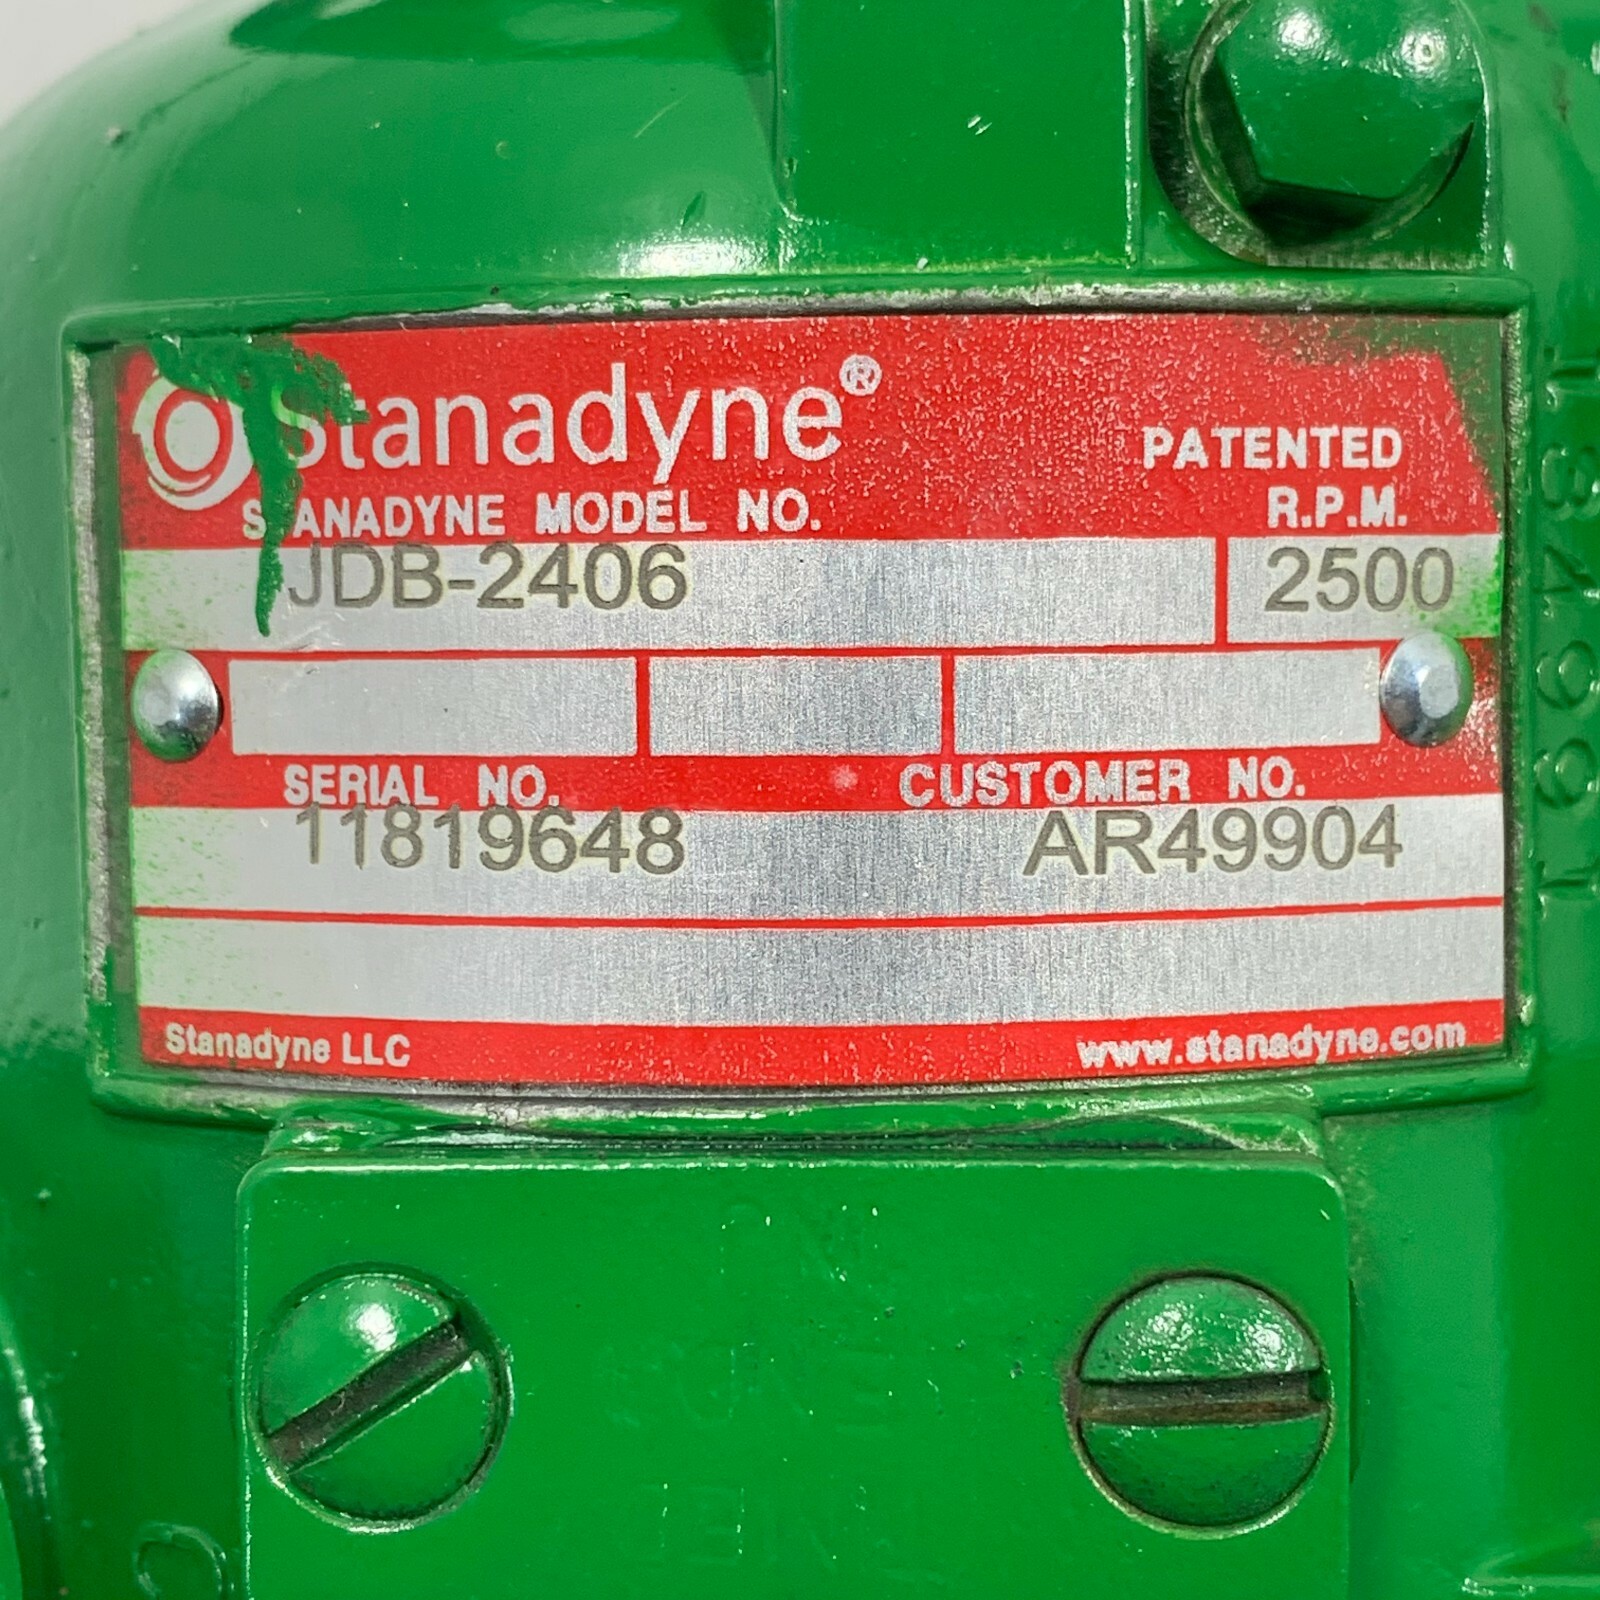 Stanadyne®
PATENTED
STANADYNE MODEL NO.
R.P.M.
JDB-2406
2500
SERIAL NO.
CUSTOMER NO.
11819648
AR49904
Stanadyne LLC
www.stanadyne.com